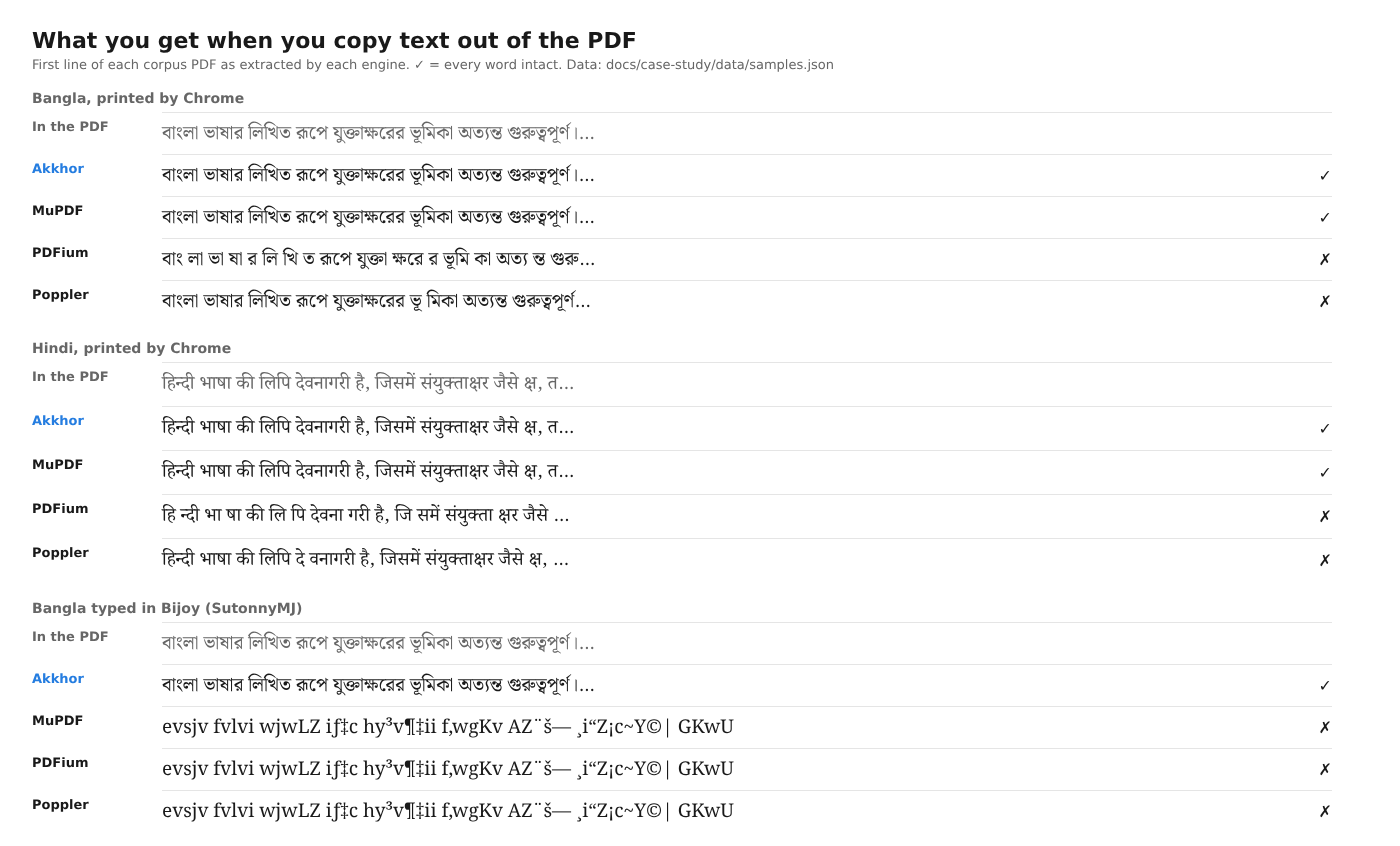 What you get when you copy text out of the PDF
First line of each corpus PDF as extracted by each engine. ✓ = every word intact. Data: docs/case-study/data/samples.json
Bangla, printed by Chrome
In the PDF বাংলা ভাষার লিখিত রূপে যুক্তাক্ষরের ভূমিকা অত্যন্ত গুরুত্বপূর্ণ।…
Akkhor বাংলা ভাষার লিখিত রূপে যুক্তাক্ষরের ভূমিকা অত্যন্ত গুরুত্বপূর্ণ।… ✓
MuPDF বাংলা ভাষার লিখিত রূপে যুক্তাক্ষরের ভূমিকা অত্যন্ত গুরুত্বপূর্ণ।… ✓
PDFium বাং লা ভা ষা র লি খি ত রূপে যুক্তা ক্ষরে র ভূমি কা অত্য ন্ত গুরু… ✗
Poppler বাংলা ভাষার লিখিত রূপে যুক্তাক্ষরের ভূ মিকা অত্যন্ত গুরুত্বপূর্ণ… ✗
Hindi, printed by Chrome
In the PDF हिन्दी भाषा की लिपि देवनागरी है, जिसमें संयुक्ताक्षर जैसे क्ष, त…
Akkhor हिन्दी भाषा की लिपि देवनागरी है, जिसमें संयुक्ताक्षर जैसे क्ष, त… ✓
MuPDF हिन्दी भाषा की लिपि देवनागरी है, जिसमें संयुक्ताक्षर जैसे क्ष, त… ✓
PDFium हि न्दी भा षा की लि पि देवना गरी है, जि समें संयुक्ता क्षर जैसे … ✗
Poppler हिन्दी भाषा की लिपि दे वनागरी है, जिसमें संयुक्ताक्षर जैसे क्ष, … ✗
Bangla typed in Bijoy (SutonnyMJ)
In the PDF বাংলা ভাষার লিখিত রূপে যুক্তাক্ষরের ভূমিকা অত্যন্ত গুরুত্বপূর্ণ।…
Akkhor বাংলা ভাষার লিখিত রূপে যুক্তাক্ষরের ভূমিকা অত্যন্ত গুরুত্বপূর্ণ।… ✓
MuPDF evsjv fvlvi wjwLZ iƒ‡c hy³v¶‡ii f‚wgKv AZ¨š— ¸i“Z¡c~Y©| GKwU ✗
PDFium evsjv fvlvi wjwLZ iƒ‡c hy³v¶‡ii f‚wgKv AZ¨š— ¸i“Z¡c~Y©| GKwU ✗
Poppler evsjv fvlvi wjwLZ iƒ‡c hy³v¶‡ii f‚wgKv AZ¨š— ¸i“Z¡c~Y©| GKwU ✗